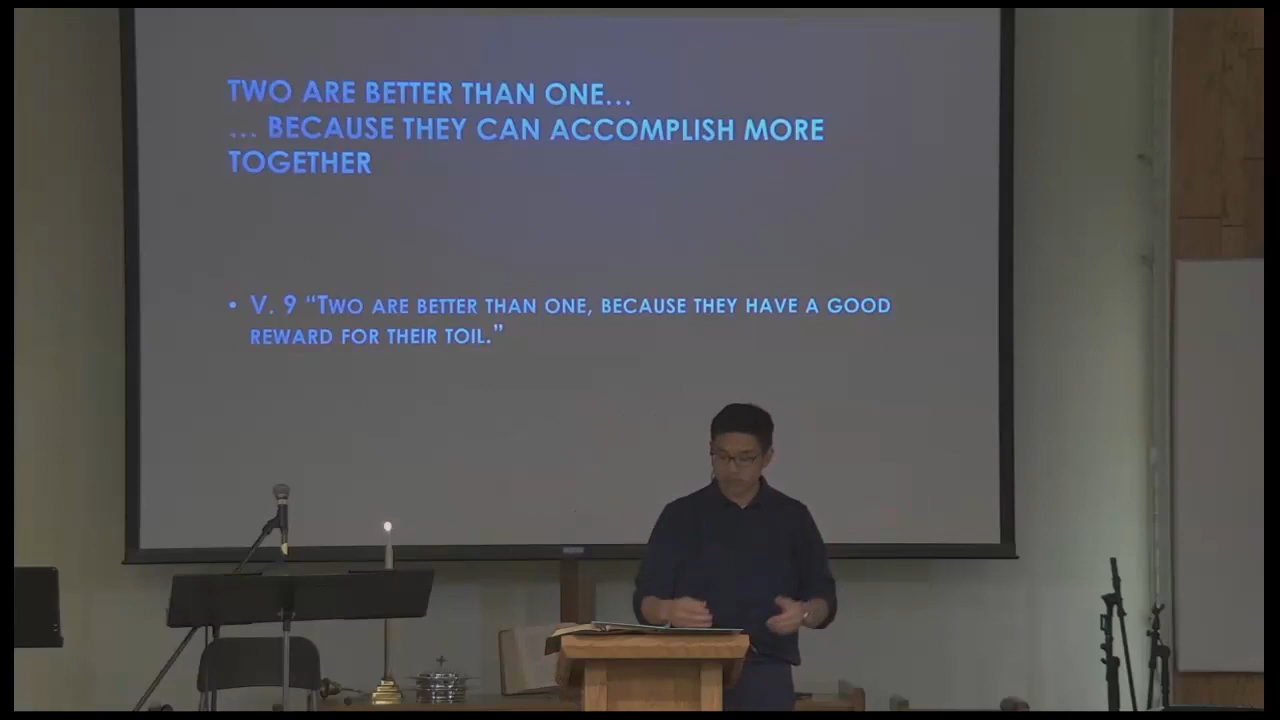 TWO ARE BETTER THAN ONE...
... BECAUSE THEY CAN ACCOMPLISH MORE
TOGETHER
• V. 9 “TWO ARE BETTER THAN ONE, BECAUSE THEY HAVE A GOOD
REWARD FOR THEIR TOIL.”